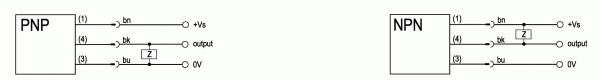 PNP (1) bn +Vs
(4) bk output
Z
(3) bu 0V
NPN (1) bn +Vs
Z
(4) bk output
(3) bu 0V